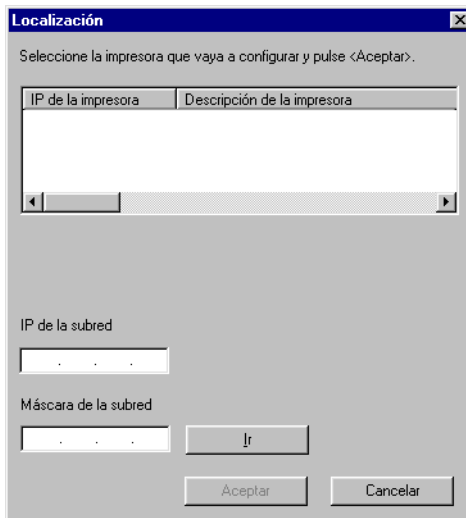 Localización
Seleccione la impresora que vaya a configurar y pulse <Aceptar>.
IP de la impresora Descripción de la impresora
IP de la subred
. . .
Máscara de la subred
. . . Ir
Aceptar Cancelar